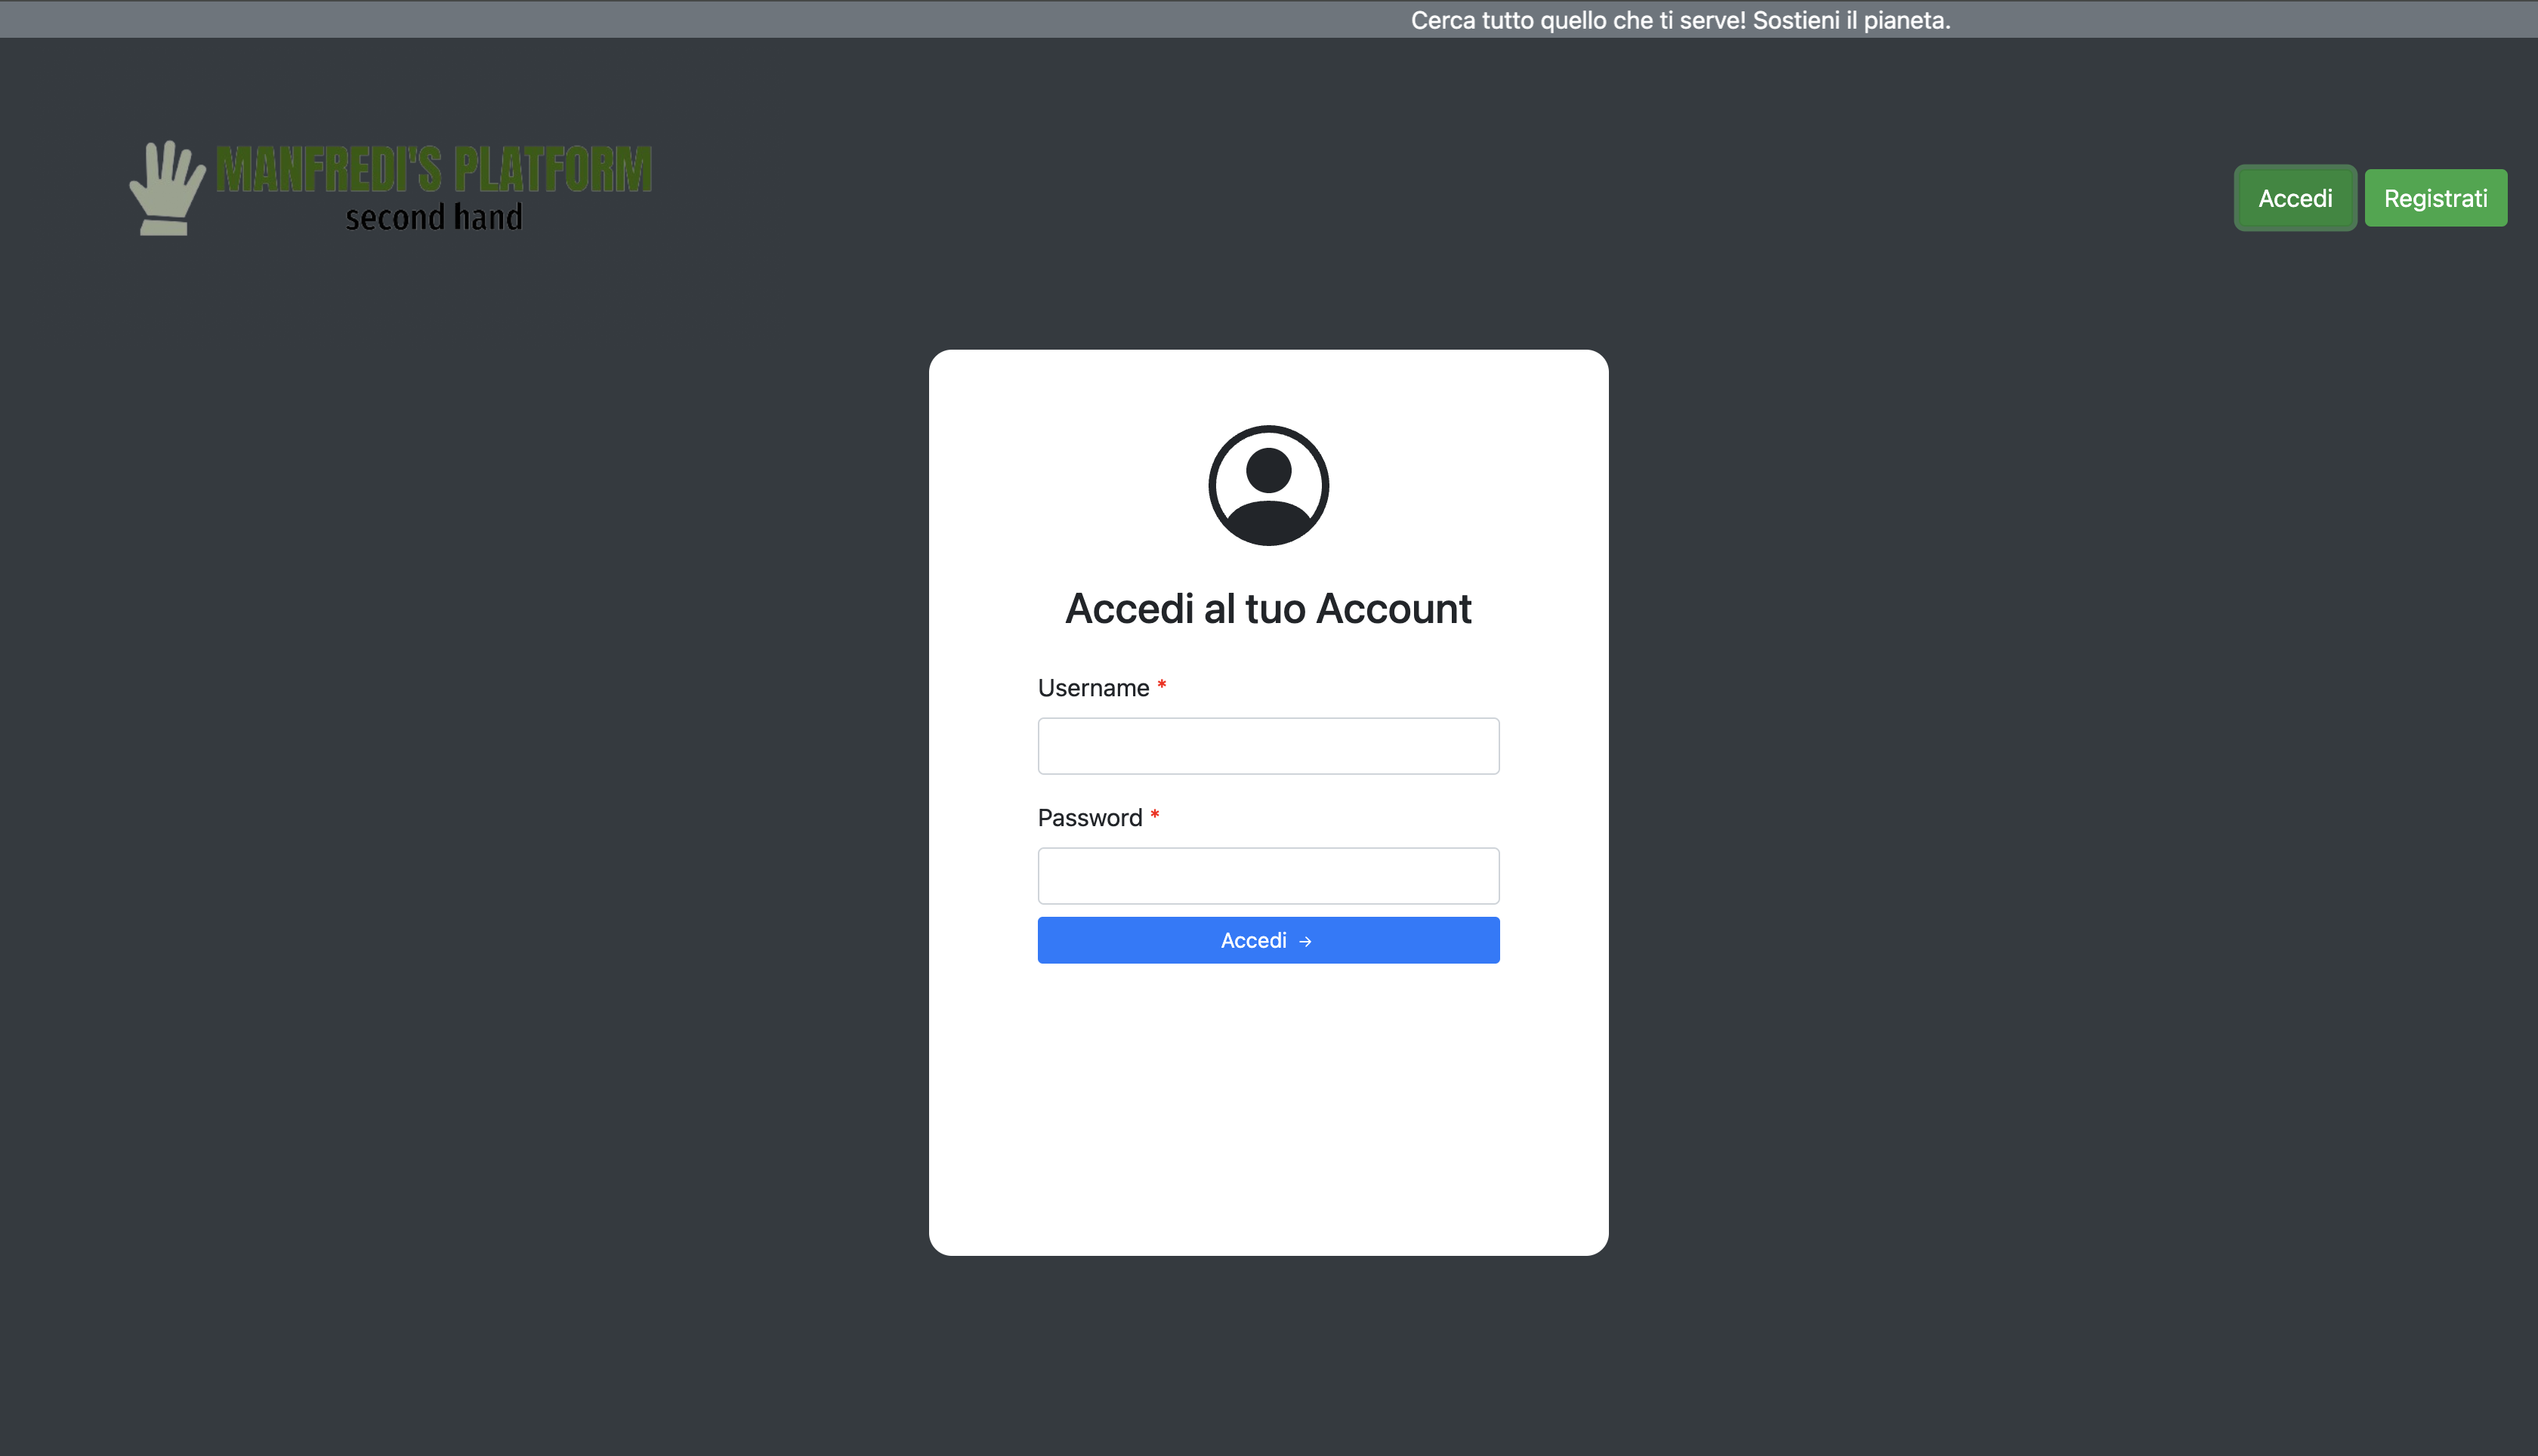 Cerca tutto quello che ti serve! Sostieni il pianeta.
MANFREDI'S PLATFORM
second hand
Accedi
Registrati
Accedi al tuo Account
Username *
Password *
Accedi →